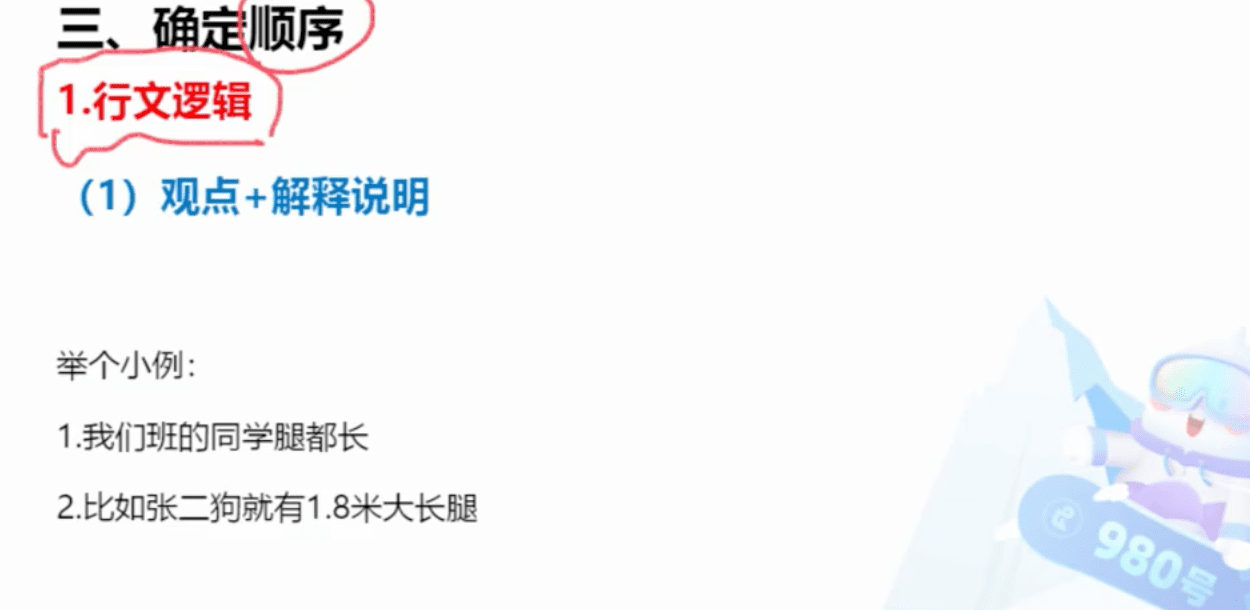 三、确定顺序
1.行文逻辑
（1）观点+解释说明
举个小例：
1.我们班的同学腿都长
2.比如张二狗就有1.8米大长腿
980号